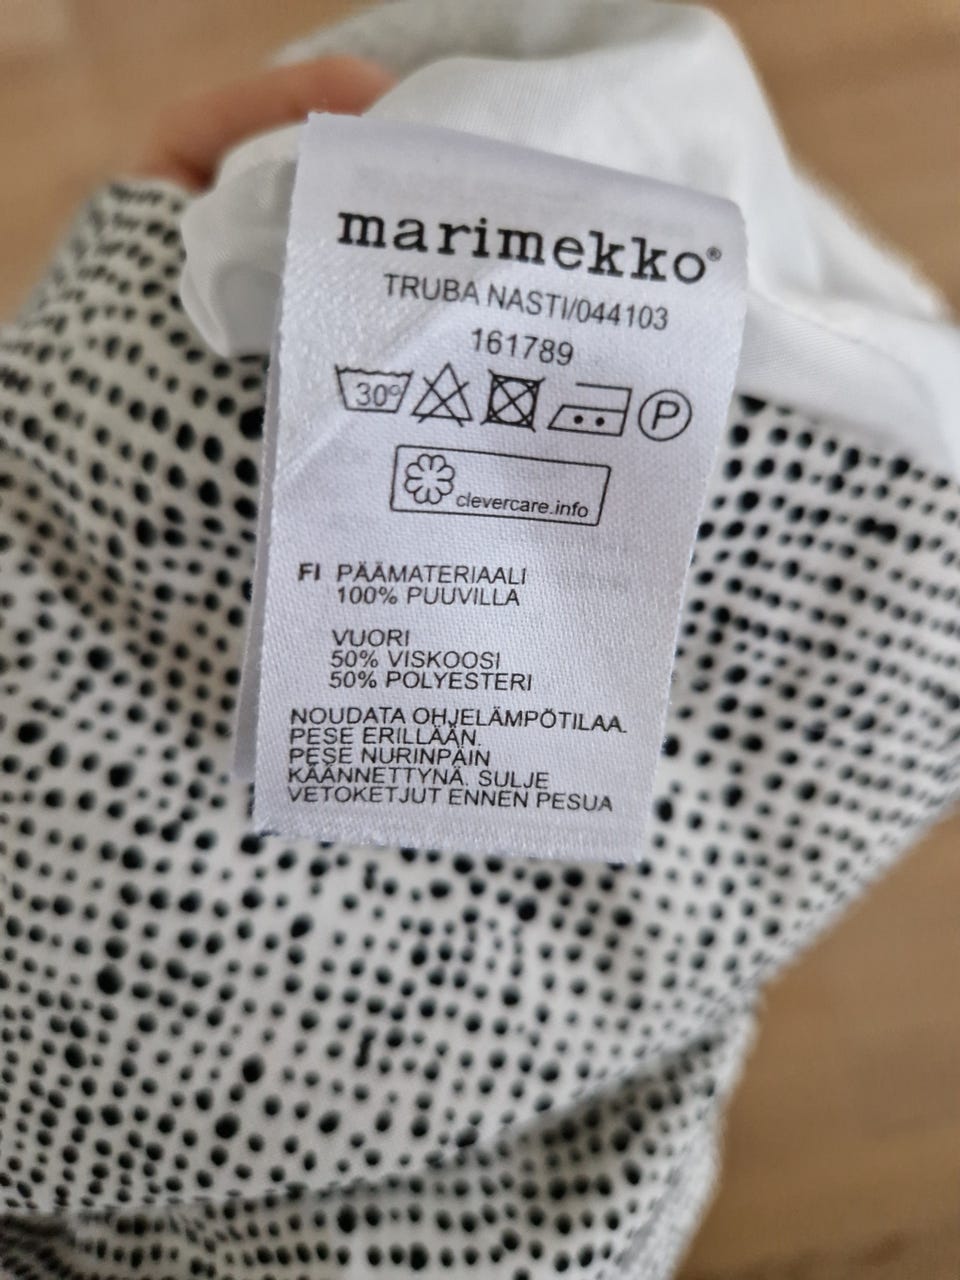 marimekko®
TRUBA NASTI/044103
161789
30°
P
clevercare.info
FI PÄÄMATERIAALI
100% PUUVILLA
VUORI
50% VISKOOSI
50% POLYESTERI
NOUDATA OHJELÄMPÖTILAA.
PESE ERILLÄÄN.
PESE NURINPÄIN
KÄÄNNETTYNÄ. SULJE
VETOKETJUT ENNEN PESUA